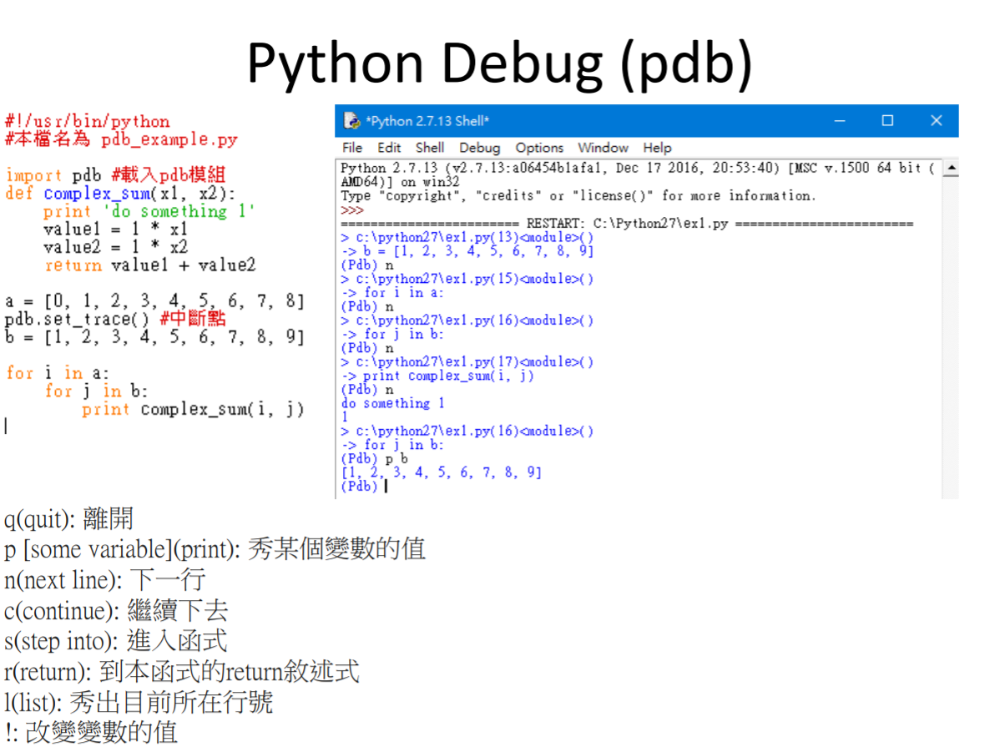 Python Debug (pdb)
#!/usr/bin/python
#本檔名為 pdb_example.py
import pdb #載入pdb模組
def complex_sum(x1, x2):
    print 'do something 1'
    value1 = 1 * x1
    value2 = 1 * x2
    return value1 + value2
a = [0, 1, 2, 3, 4, 5, 6, 7, 8]
pdb.set_trace() #中斷點
b = [1, 2, 3, 4, 5, 6, 7, 8, 9]
for i in a:
    for j in b:
        print complex_sum(i, j)
*Python 2.7.13 Shell*
File Edit Shell Debug Options Window Help
Python 2.7.13 (v2.7.13:a06454b1afa1, Dec 17 2016, 20:53:40) [MSC v.1500 64 bit (
AMD64)] on win32
Type "copyright", "credits" or "license()" for more information.
>>>
======================== RESTART: C:\Python27\ex1.py ========================
> c:\python27\ex1.py(13)<module>()
-> b = [1, 2, 3, 4, 5, 6, 7, 8, 9]
(Pdb) n
> c:\python27\ex1.py(15)<module>()
-> for i in a:
(Pdb) n
> c:\python27\ex1.py(16)<module>()
-> for j in b:
(Pdb) n
> c:\python27\ex1.py(17)<module>()
-> print complex_sum(i, j)
(Pdb) n
do something 1
1
> c:\python27\ex1.py(16)<module>()
-> for j in b:
(Pdb) p b
[1, 2, 3, 4, 5, 6, 7, 8, 9]
(Pdb)
q(quit): 離開
p [some variable](print): 秀某個變數的值
n(next line): 下一行
c(continue): 繼續下去
s(step into): 進入函式
r(return): 到本函式的return敘述式
l(list): 秀出目前所在行號
!: 改變變數的值